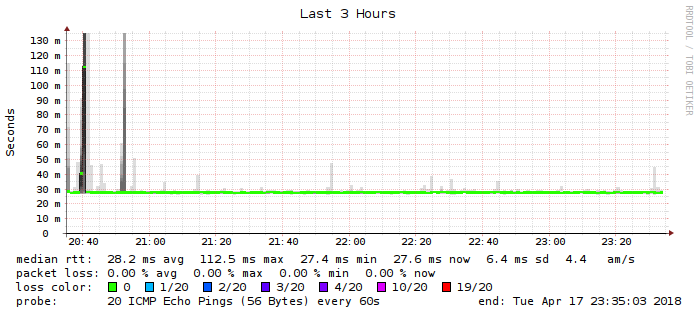 Last 3 Hours
RRDTOOL / TOBI OETIKER
Seconds
130 m
120 m
110 m
100 m
90 m
80 m
70 m
60 m
50 m
40 m
30 m
20 m
10 m
0
20:40 21:00 21:20 21:40 22:00 22:20 22:40 23:00 23:20
median rtt: 28.2 ms avg 112.5 ms max 27.4 ms min 27.6 ms now 6.4 ms sd 4.4 am/s
packet loss: 0.00 % avg 0.00 % max 0.00 % min 0.00 % now
loss color: 0 1/20 2/20 3/20 4/20 10/20 19/20
probe: 20 ICMP Echo Pings (56 Bytes) every 60s end: Tue Apr 17 23:35:03 2018